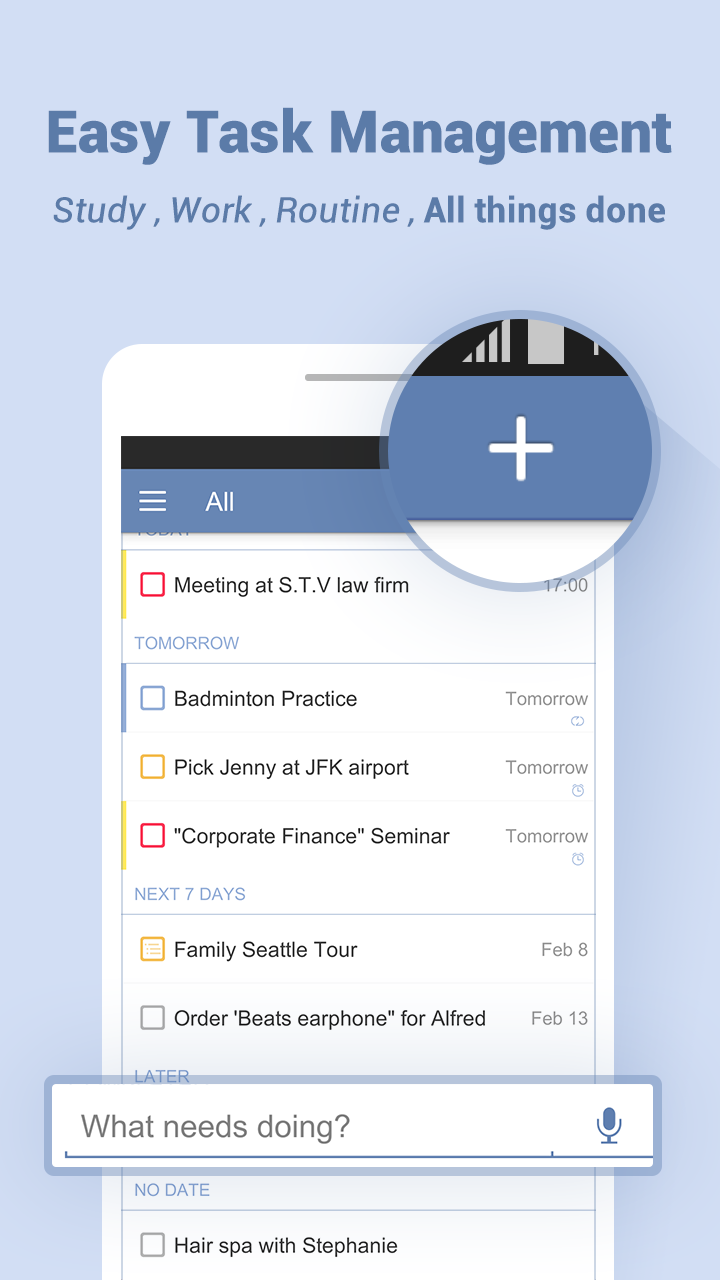 Easy Task Management
Study , Work , Routine , All things done
All
TODAY
Meeting at S.T.V law firm 17:00
TOMORROW
Badminton Practice Tomorrow
Pick Jenny at JFK airport Tomorrow
"Corporate Finance" Seminar Tomorrow
NEXT 7 DAYS
Family Seattle Tour Feb 8
Order 'Beats earphone" for Alfred Feb 13
LATER
What needs doing?
NO DATE
Hair spa with Stephanie